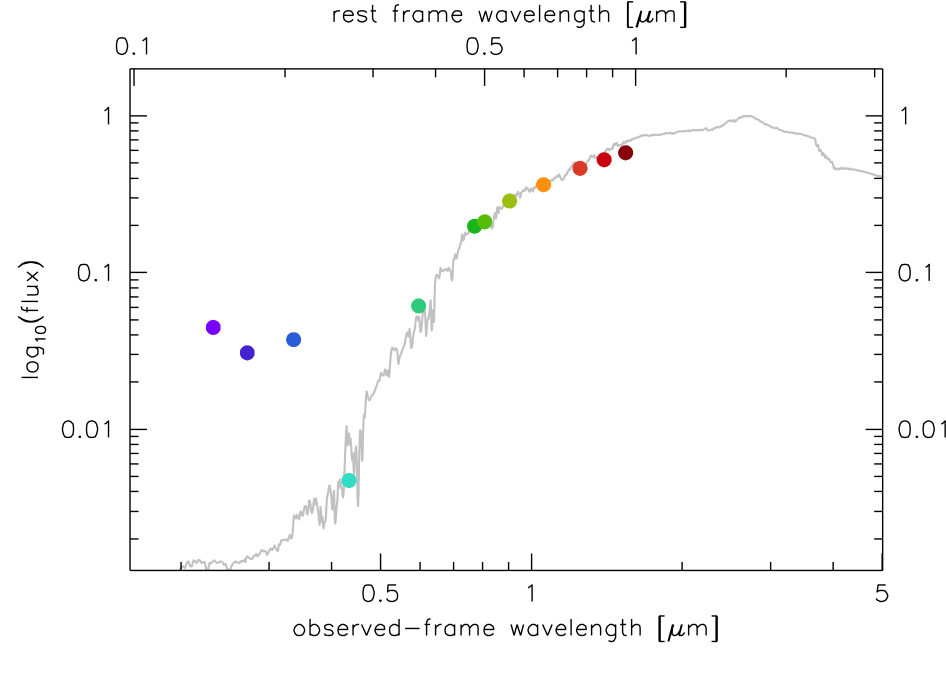 rest frame wavelength [μm]
0.1 0.5 1
1 1
0.1 0.1
0.01 0.01
log10(flux)
0.5 1 5
observed-frame wavelength [μm]